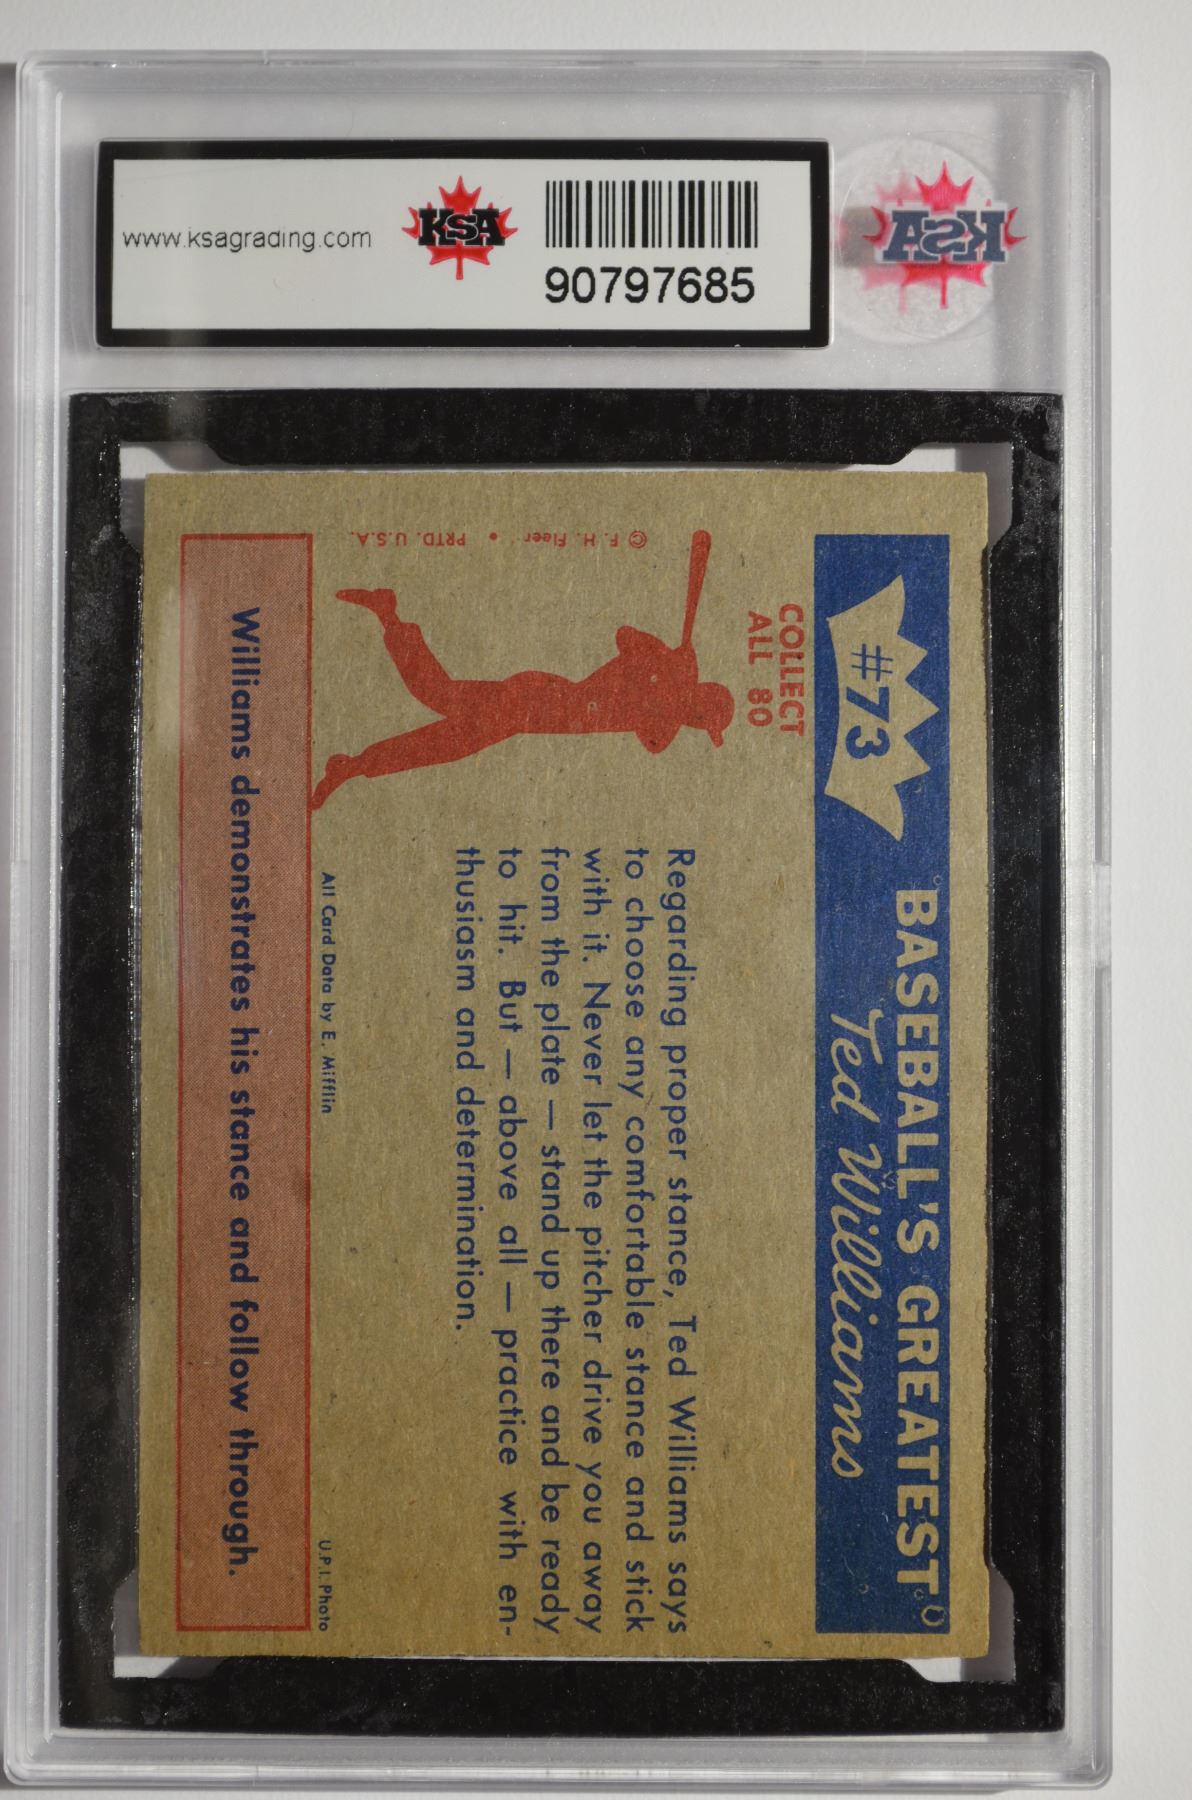 www.ksagrading.com
KSA
90797685
KSA
#73
BASEBALL'S GREATEST
Ted Williams
COLLECT
ALL 80
Regarding proper stance, Ted Williams says
to choose any comfortable stance and stick
with it. Never let the pitcher drive you away
from the plate — stand up there and be ready
to hit. But — above all — practice with en-
thusiasm and determination.
© F. H. Fleer • PRTD. U.S.A.
All Card Data by E. Mifflin
U.P.I. Photo
Williams demonstrates his stance and follow through.